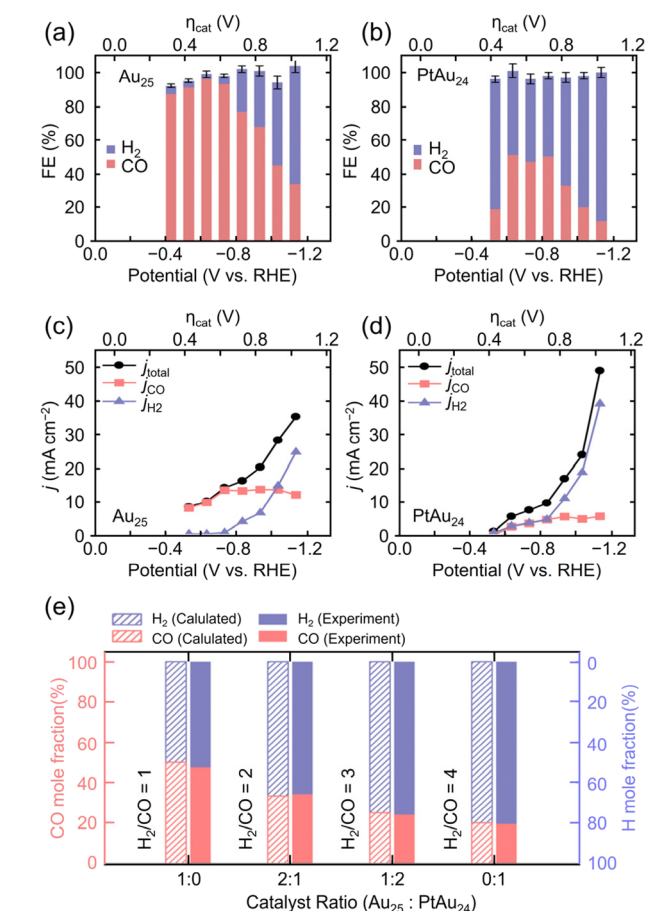 (a)
η_cat (V)
0.0 0.4 0.8 1.2
100
80
60
40
20
0
FE (%)
Au₂₅
H₂
CO
0.0 −0.4 −0.8 −1.2
Potential (V vs. RHE)
(b)
η_cat (V)
0.0 0.4 0.8 1.2
100
80
60
40
20
0
FE (%)
PtAu₂₄
H₂
CO
0.0 −0.4 −0.8 −1.2
Potential (V vs. RHE)
(c)
η_cat (V)
0.0 0.4 0.8 1.2
50
40
30
20
10
0
j (mA cm⁻²)
j_total
j_CO
j_H2
Au₂₅
0.0 −0.4 −0.8 −1.2
Potential (V vs. RHE)
(d)
η_cat (V)
0.0 0.4 0.8 1.2
50
40
30
20
10
0
j (mA cm⁻²)
j_total
j_CO
j_H2
PtAu₂₄
0.0 −0.4 −0.8 −1.2
Potential (V vs. RHE)
(e)
H₂ (Calulated) H₂ (Experiment)
CO (Calulated) CO (Experiment)
100
80
60
40
20
0
CO mole fraction(%)
H₂/CO = 1
H₂/CO = 2
H₂/CO = 3
H₂/CO = 4
0
20
40
60
80
100
H mole fraction(%)
1:0 2:1 1:2 0:1
Catalyst Ratio (Au₂₅ : PtAu₂₄)